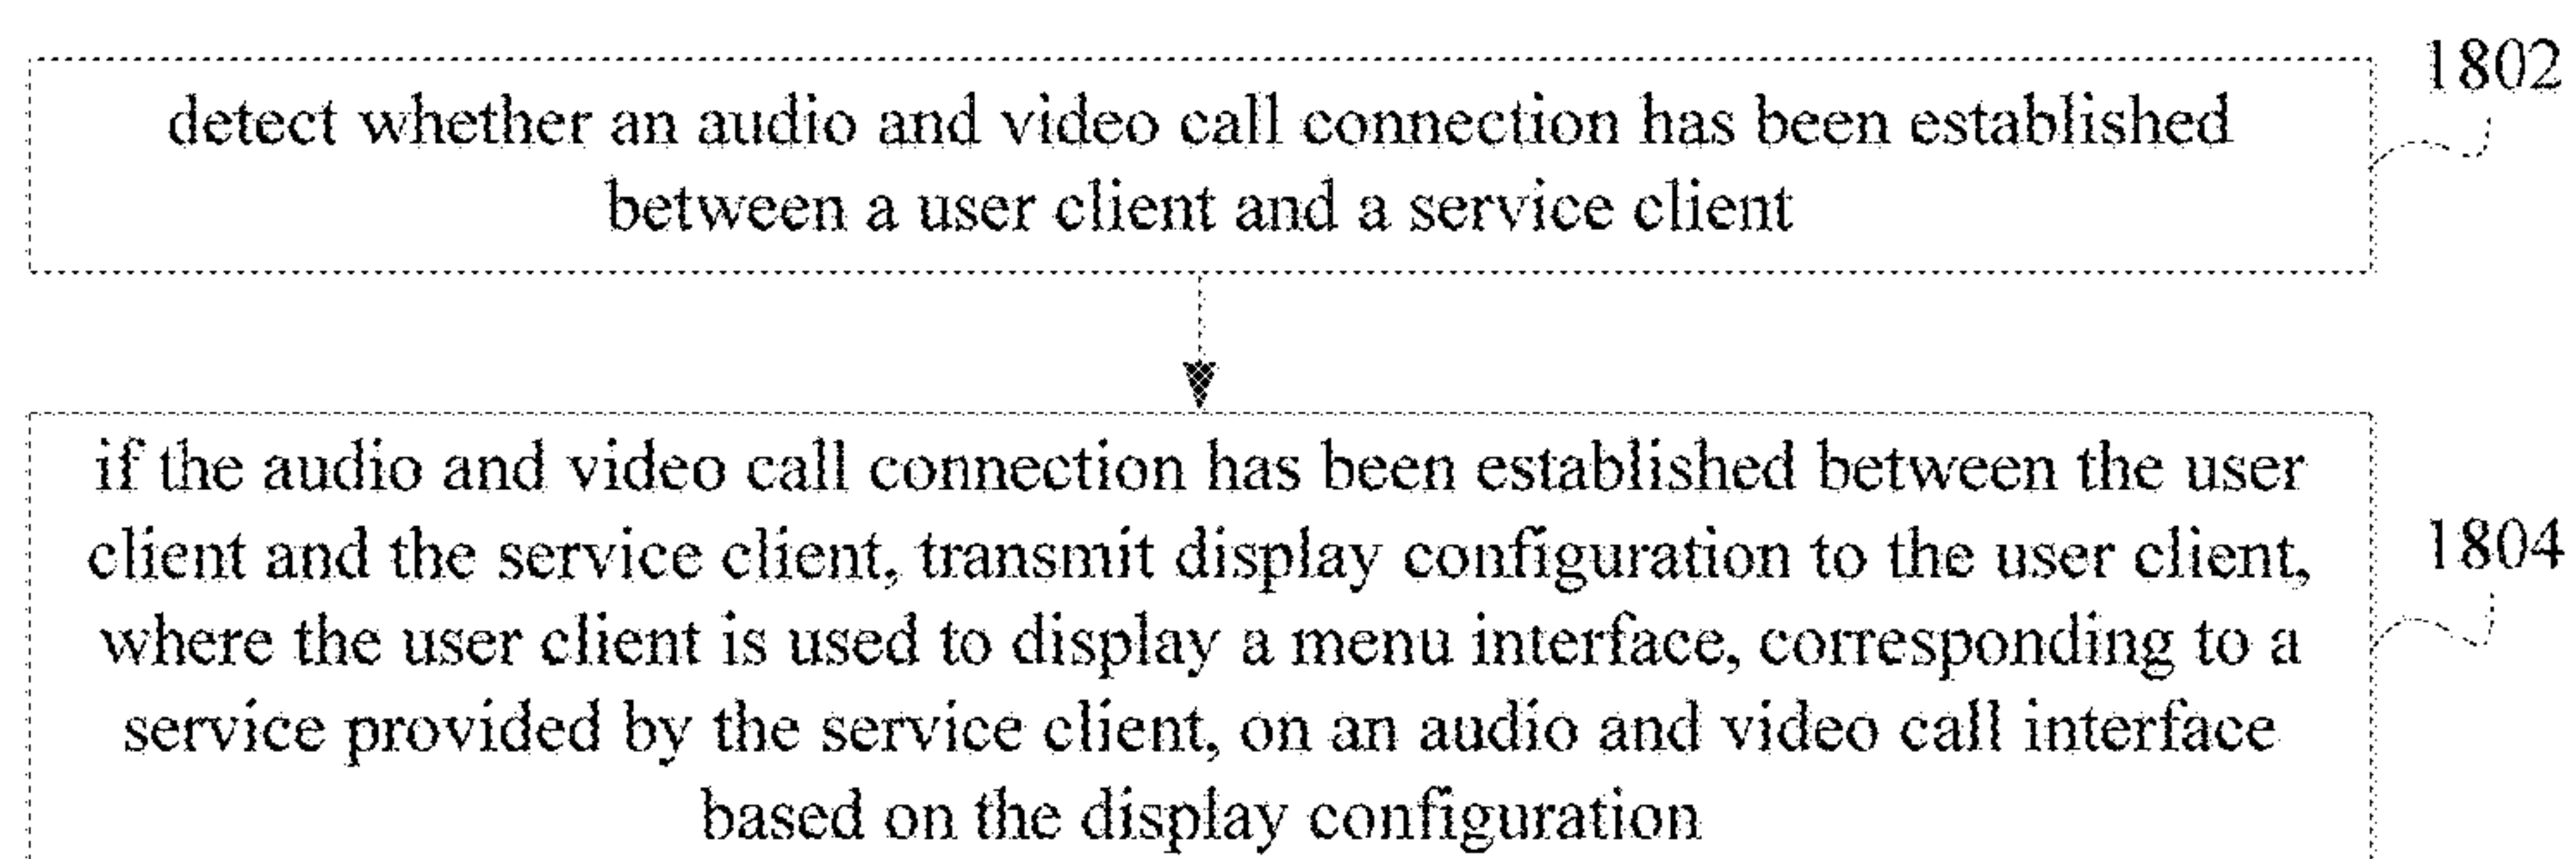 1802
detect whether an audio and video call connection has been established
between a user client and a service client
if the audio and video call connection has been established between the user
client and the service client, transmit display configuration to the user client,
1804
where the user client is used to display a menu interface, corresponding to a
service provided by the service client, on an audio and video call interface
based on the display configuration